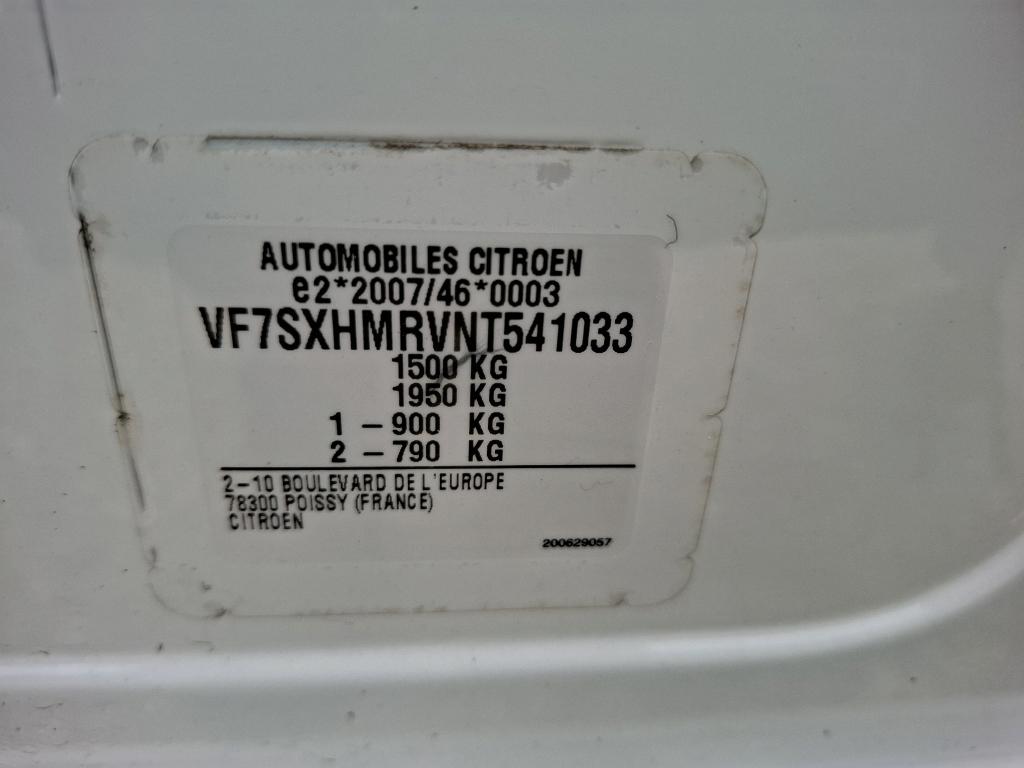 AUTOMOBILES CITROEN
e2*2007/46*0003
VF7SXHMRVNT541033
1500 KG
1950 KG
1 - 900 KG
2 - 790 KG
2-10 BOULEVARD DE L'EUROPE
78300 POISSY (FRANCE)
CITROEN
200629057